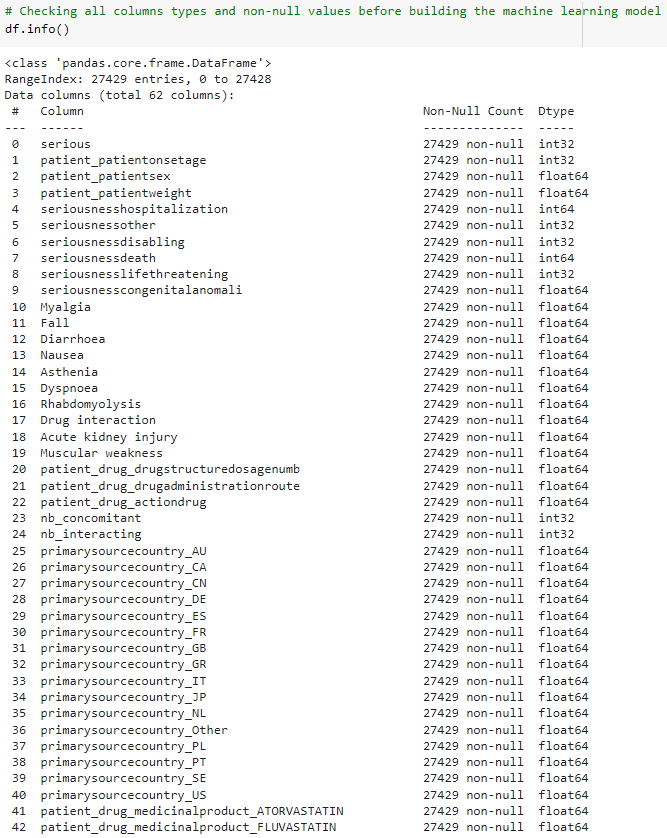 # Checking all columns types and non-null values before building the machine learning model
df.info()
<class 'pandas.core.frame.DataFrame'>
RangeIndex: 27429 entries, 0 to 27428
Data columns (total 62 columns):
 #   Column                                            Non-Null Count  Dtype
---  ------                                            --------------  -----
 0   serious                                           27429 non-null  int32
 1   patient_patientonsetage                           27429 non-null  int32
 2   patient_patientsex                                27429 non-null  float64
 3   patient_patientweight                             27429 non-null  float64
 4   seriousnesshospitalization                        27429 non-null  int64
 5   seriousnessother                                  27429 non-null  int32
 6   seriousnessdisabling                              27429 non-null  int32
 7   seriousnessdeath                                  27429 non-null  int64
 8   seriousnesslifethreatening                        27429 non-null  int32
 9   seriousnesscongenitalanomali                      27429 non-null  float64
 10  Myalgia                                           27429 non-null  float64
 11  Fall                                              27429 non-null  float64
 12  Diarrhoea                                         27429 non-null  float64
 13  Nausea                                            27429 non-null  float64
 14  Asthenia                                          27429 non-null  float64
 15  Dyspnoea                                          27429 non-null  float64
 16  Rhabdomyolysis                                    27429 non-null  float64
 17  Drug interaction                                  27429 non-null  float64
 18  Acute kidney injury                               27429 non-null  float64
 19  Muscular weakness                                 27429 non-null  float64
 20  patient_drug_drugstructuredosagenumb              27429 non-null  float64
 21  patient_drug_drugadministrationroute              27429 non-null  float64
 22  patient_drug_actiondrug                           27429 non-null  float64
 23  nb_concomitant                                    27429 non-null  int32
 24  nb_interacting                                    27429 non-null  int32
 25  primarysourcecountry_AU                           27429 non-null  float64
 26  primarysourcecountry_CA                           27429 non-null  float64
 27  primarysourcecountry_CN                           27429 non-null  float64
 28  primarysourcecountry_DE                           27429 non-null  float64
 29  primarysourcecountry_ES                           27429 non-null  float64
 30  primarysourcecountry_FR                           27429 non-null  float64
 31  primarysourcecountry_GB                           27429 non-null  float64
 32  primarysourcecountry_GR                           27429 non-null  float64
 33  primarysourcecountry_IT                           27429 non-null  float64
 34  primarysourcecountry_JP                           27429 non-null  float64
 35  primarysourcecountry_NL                           27429 non-null  float64
 36  primarysourcecountry_Other                        27429 non-null  float64
 37  primarysourcecountry_PL                           27429 non-null  float64
 38  primarysourcecountry_PT                           27429 non-null  float64
 39  primarysourcecountry_SE                           27429 non-null  float64
 40  primarysourcecountry_US                           27429 non-null  float64
 41  patient_drug_medicinalproduct_ATORVASTATIN        27429 non-null  float64
 42  patient_drug_medicinalproduct_FLUVASTATIN         27429 non-null  float64